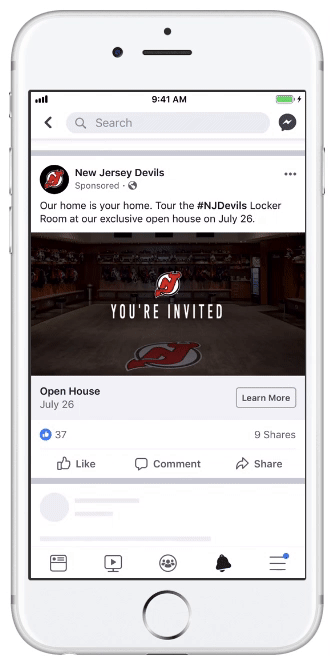 9:41 AM
Search
New Jersey Devils
Sponsored ·
Our home is your home. Tour the #NJDevils Locker
Room at our exclusive open house on July 26.
YOU'RE INVITED
Open House
July 26
Learn More
37
9 Shares
Like
Comment
Share